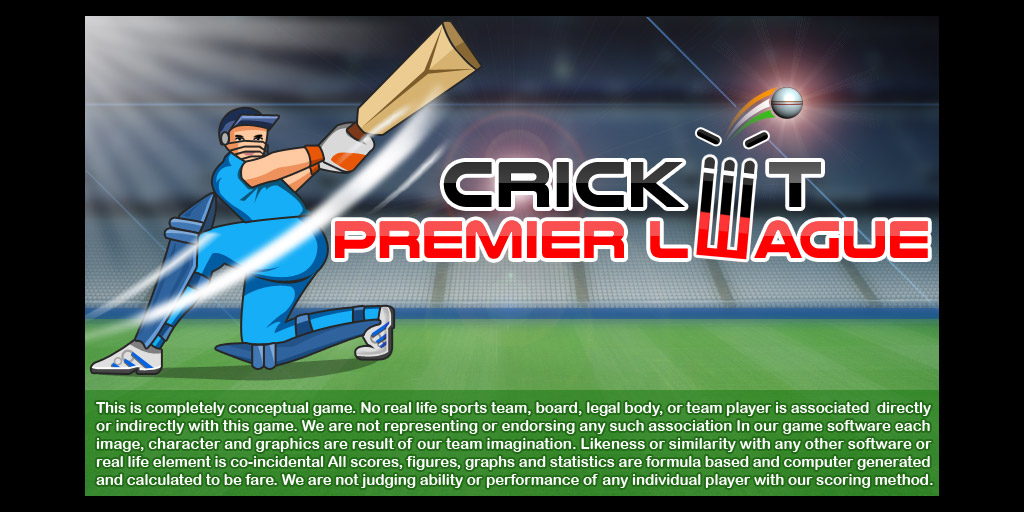 CRICKET
PREMIER LEAGUE
This is completely conceptual game. No real life sports team, board, legal body, or team player is associated directly
or indirectly with this game. We are not representing or endorsing any such association In our game software each
image, character and graphics are result of our team imagination. Likeness or similarity with any other software or
real life element is co-incidental All scores, figures, graphs and statistics are formula based and computer generated
and calculated to be fare. We are not judging ability or performance of any individual player with our scoring method.